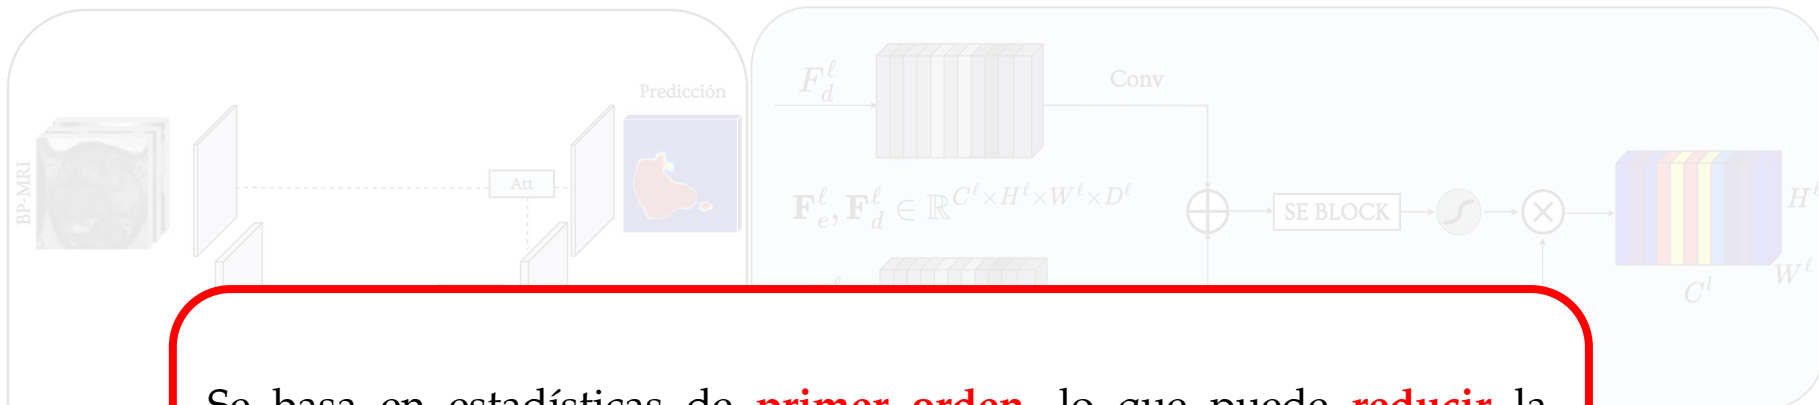 Predicción
BP-MRI
Att
F_d^ℓ
Conv
F_e^ℓ, F_d^ℓ ∈ ℝ^{C^ℓ×H^ℓ×W^ℓ×D^ℓ}
SE BLOCK
H^ℓ
W^ℓ
C^l
Se basa en estadísticas de primer orden, lo que puede reducir la